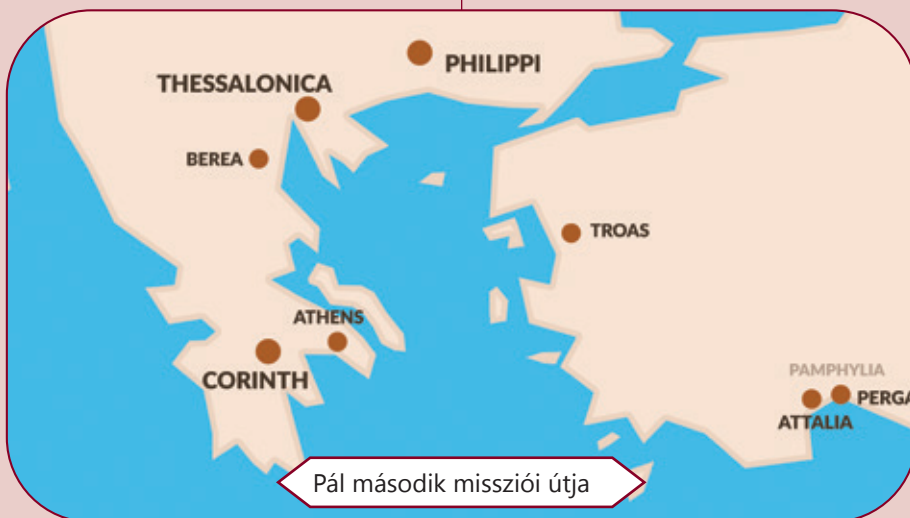 PHILIPPI
THESSALONICA
BEREA
TROAS
ATHENS
CORINTH
PAMPHYLIA
PERGA
ATTALIA
Pál második missziói útja